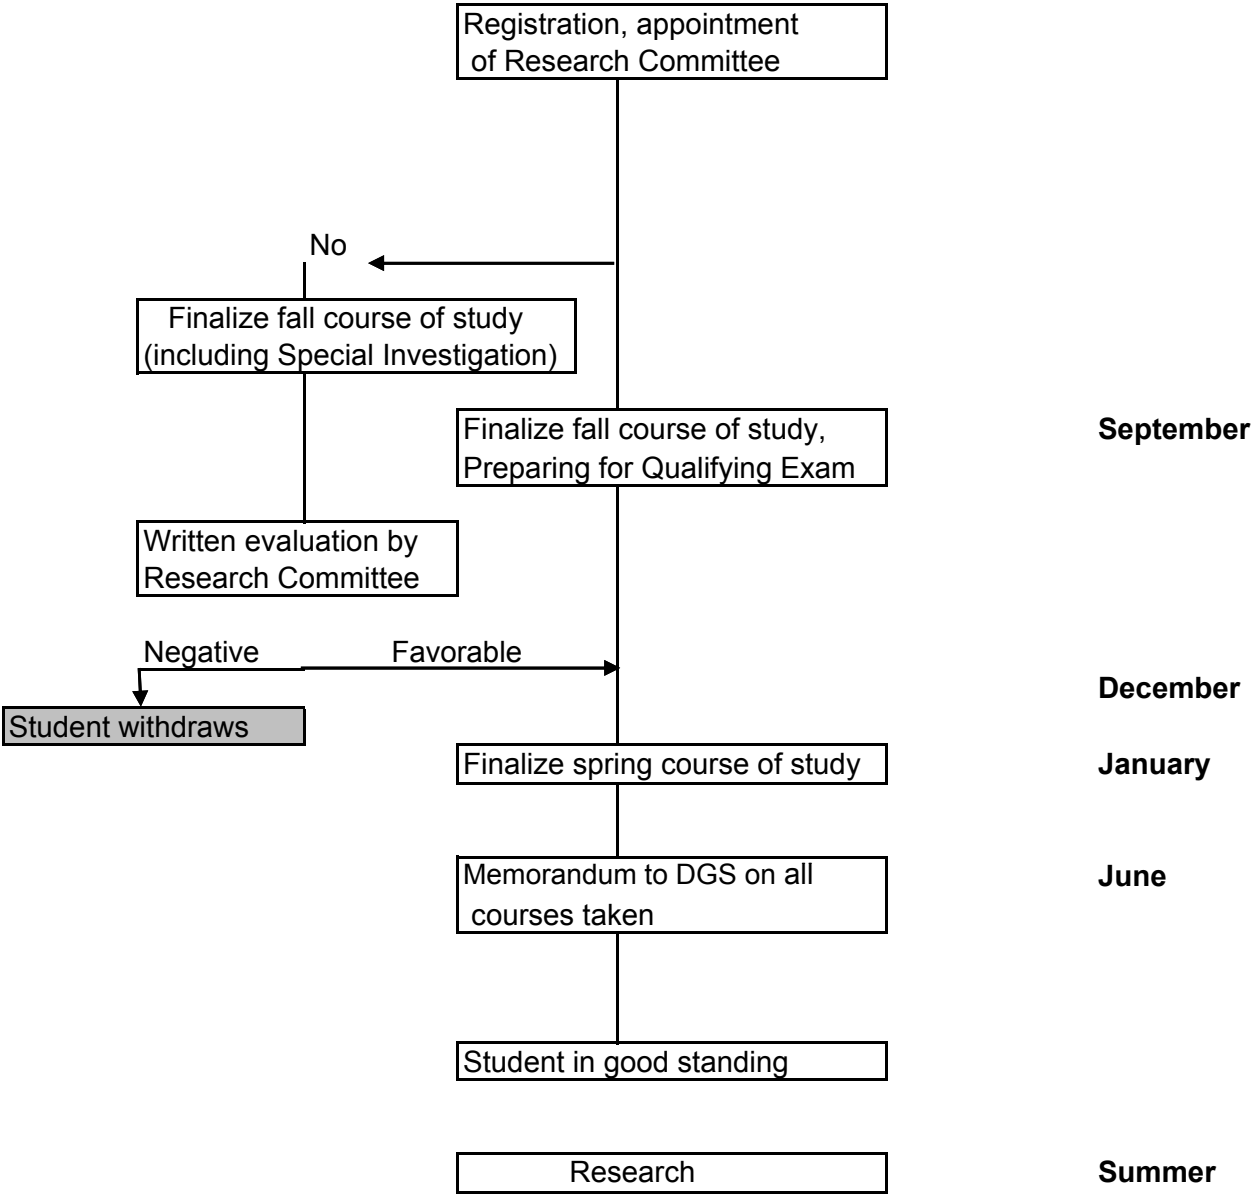 Registration, appointment
of Research Committee
No
Finalize fall course of study
(including Special Investigation)
Finalize fall course of study,
Preparing for Qualifying Exam
September
Written evaluation by
Research Committee
Negative
Favorable
December
Student withdraws
Finalize spring course of study
January
Memorandum to DGS on all
courses taken
June
Student in good standing
Research
Summer